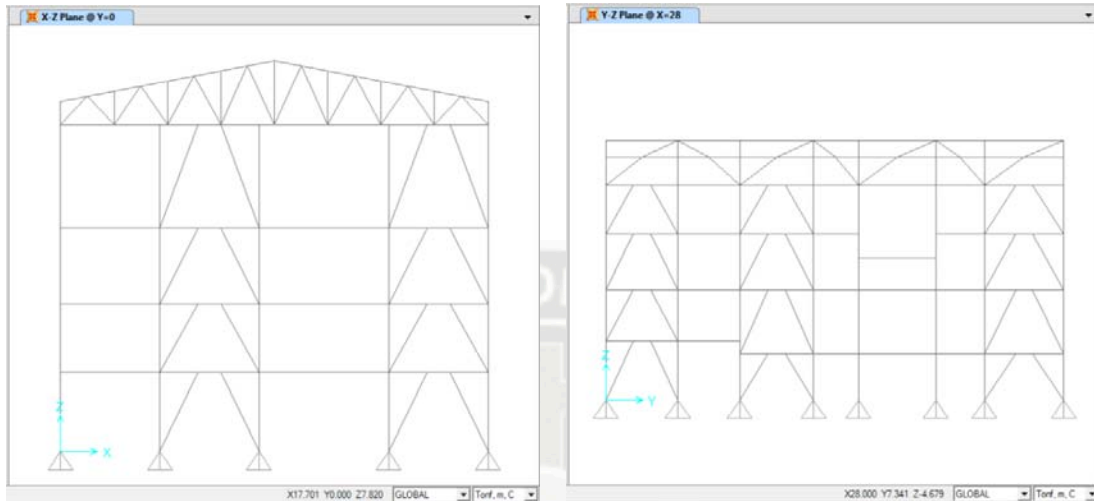 X-Z Plane @ Y=0
Z
X
X17.701 Y0.000 Z7.820
GLOBAL
Tonf, m, C
Y-Z Plane @ X=28
Z
Y
X28.000 Y7.341 Z-4.679
GLOBAL
Tonf, m, C